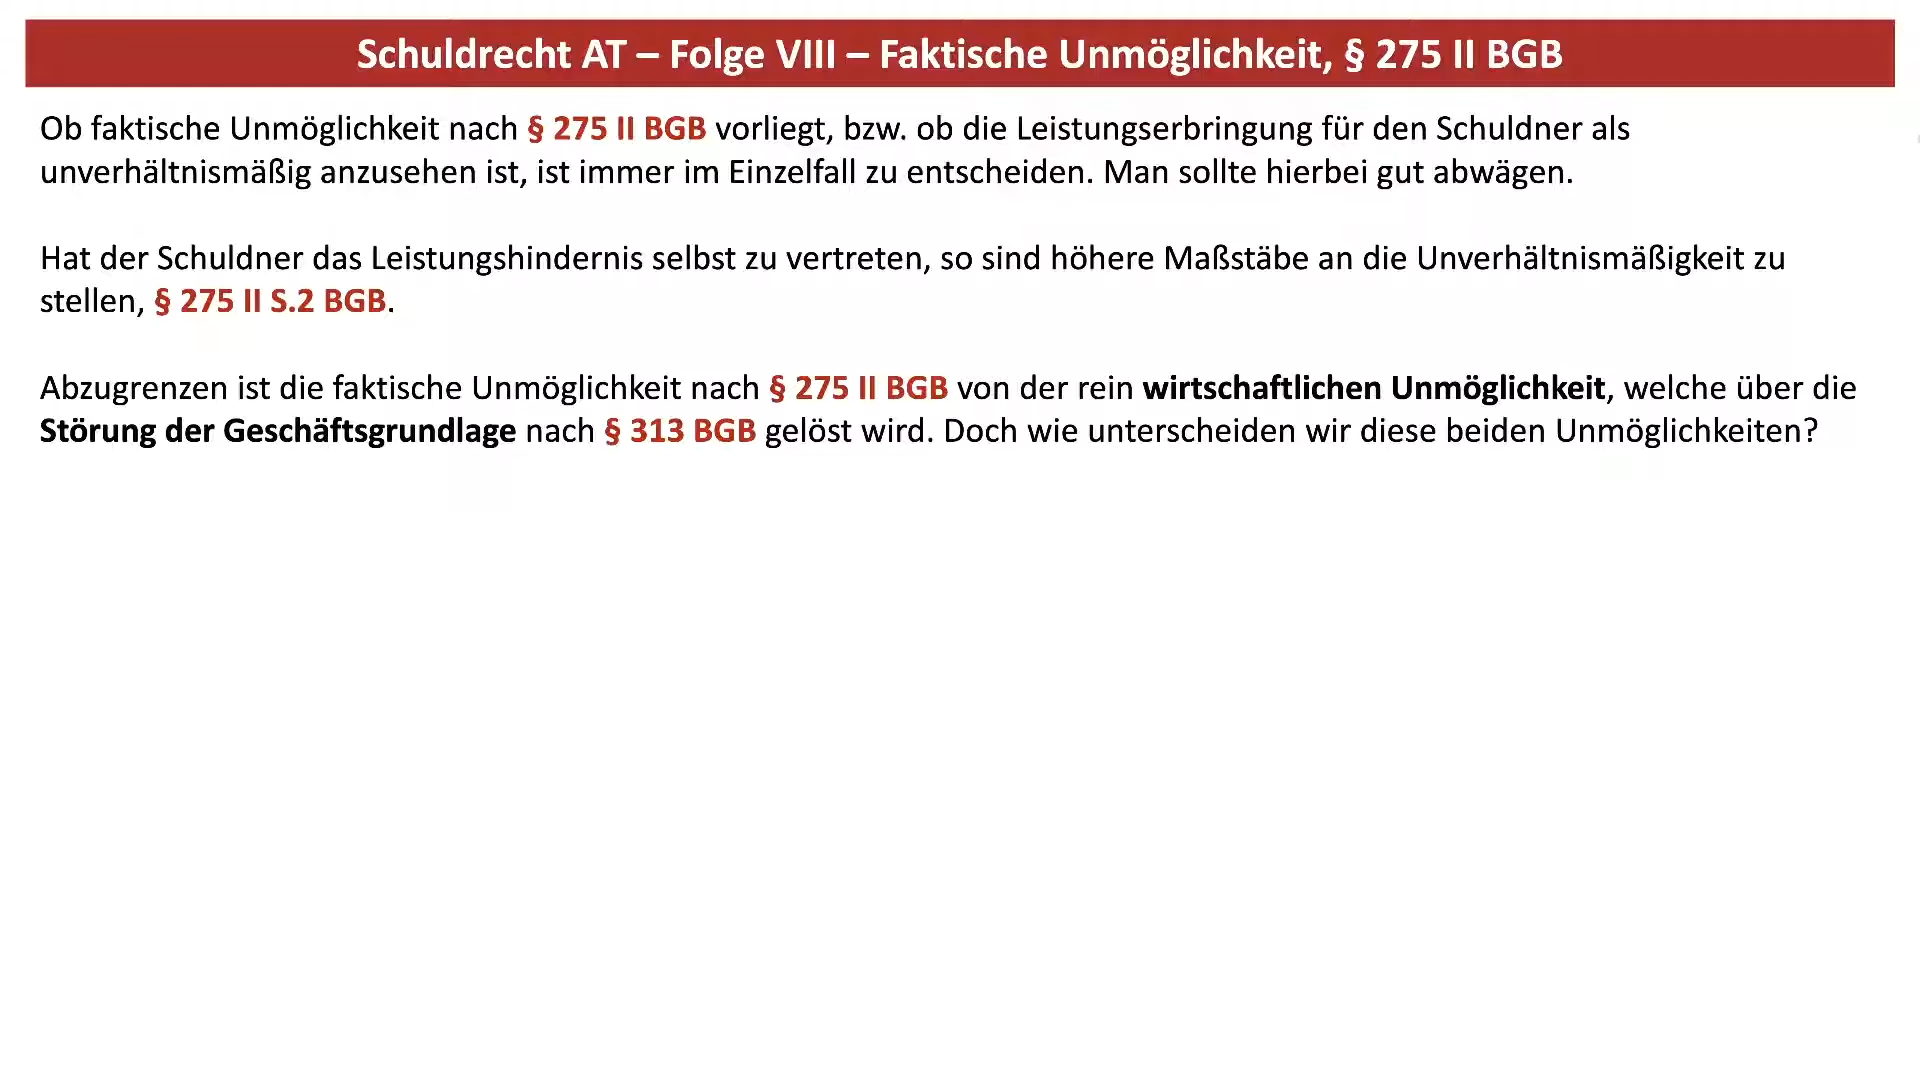 Schuldrecht AT – Folge VIII – Faktische Unmöglichkeit, § 275 II BGB
Ob faktische Unmöglichkeit nach § 275 II BGB vorliegt, bzw. ob die Leistungserbringung für den Schuldner als
unverhältnismäßig anzusehen ist, ist immer im Einzelfall zu entscheiden. Man sollte hierbei gut abwägen.
Hat der Schuldner das Leistungshindernis selbst zu vertreten, so sind höhere Maßstäbe an die Unverhältnismäßigkeit zu
stellen, § 275 II S.2 BGB.
Abzugrenzen ist die faktische Unmöglichkeit nach § 275 II BGB von der rein wirtschaftlichen Unmöglichkeit, welche über die
Störung der Geschäftsgrundlage nach § 313 BGB gelöst wird. Doch wie unterscheiden wir diese beiden Unmöglichkeiten?